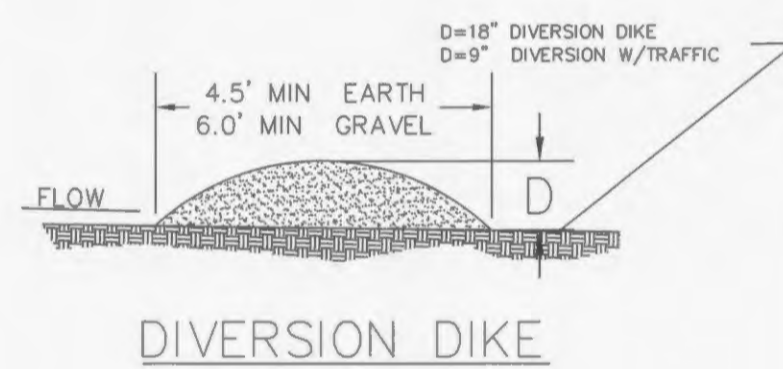 D=18" DIVERSION DIKE
D=9" DIVERSION W/TRAFFIC
4.5' MIN EARTH
6.0' MIN GRAVEL
FLOW
D
DIVERSION DIKE